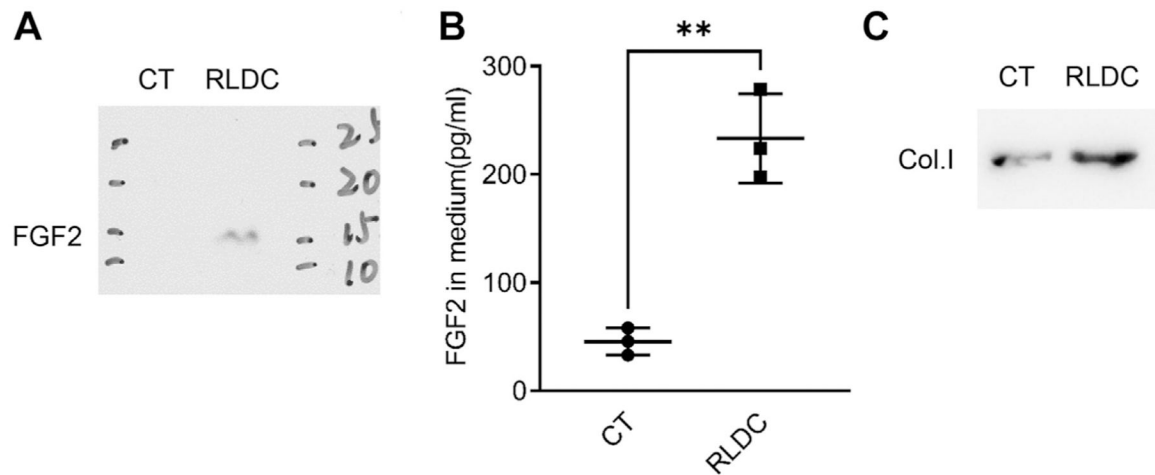 A
CT RLDC
25
20
FGF2
15
10
B
**
FGF2 in medium(pg/ml)
300
200
100
0
CT
RLDC
C
CT RLDC
Col.I